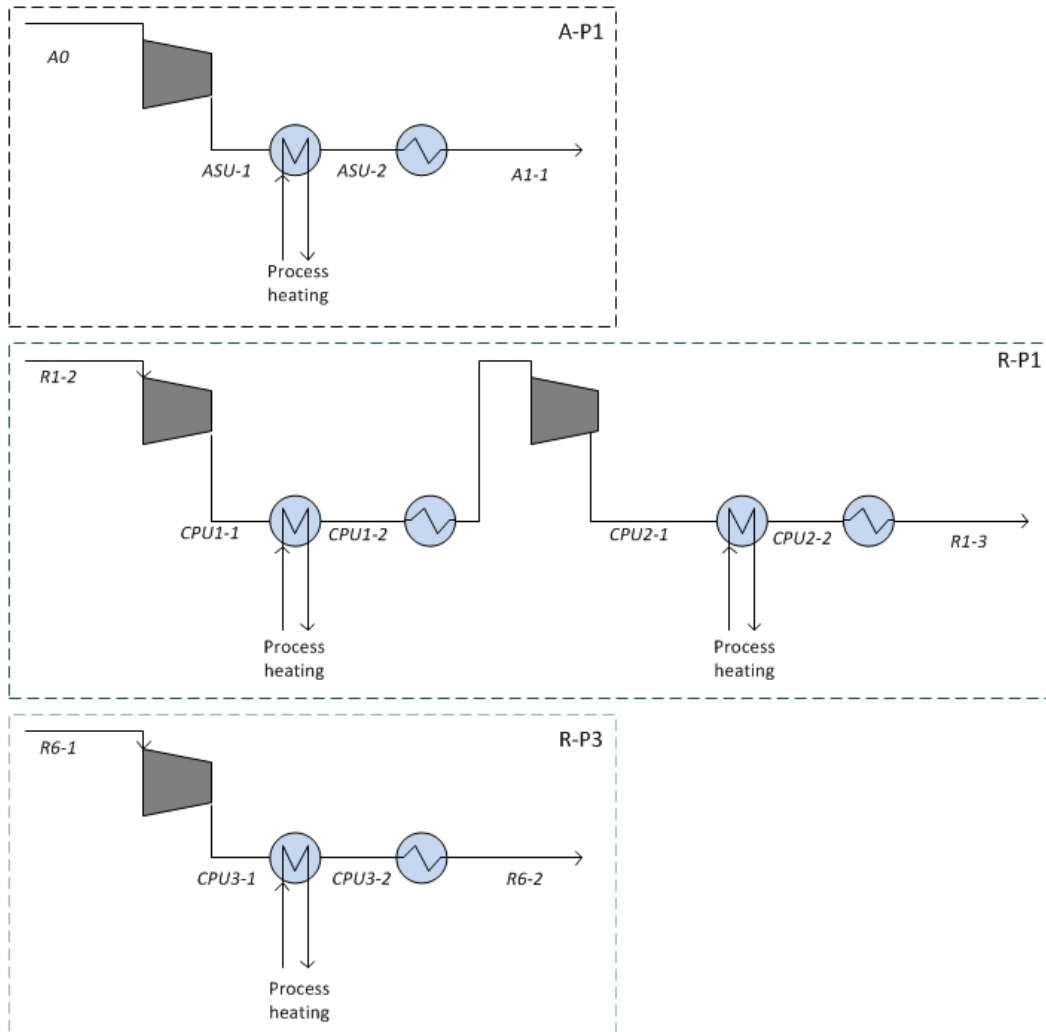 A-P1
A0
ASU-1
ASU-2
A1-1
Process
heating
R-P1
R1-2
CPU1-1
CPU1-2
CPU2-1
CPU2-2
R1-3
Process
heating
Process
heating
R-P3
R6-1
CPU3-1
CPU3-2
R6-2
Process
heating